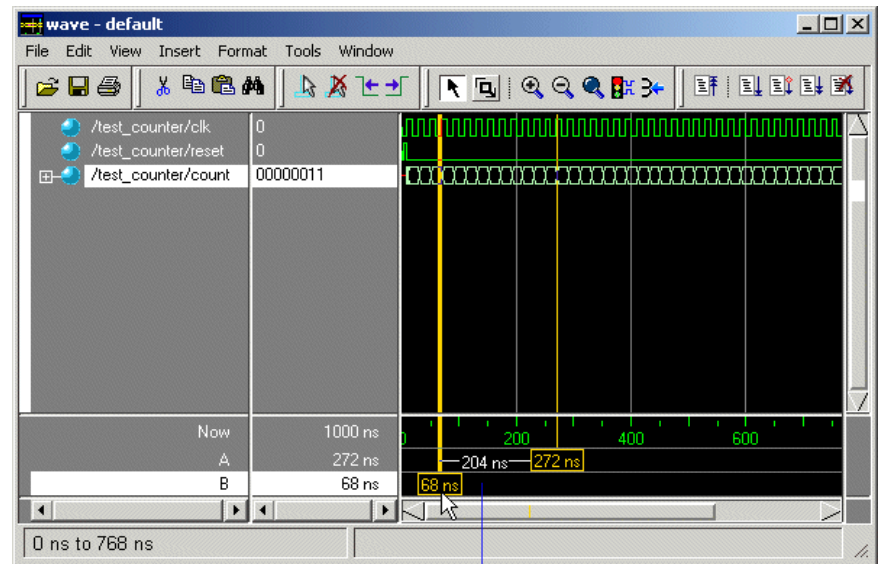 wave - default
File Edit View Insert Format Tools Window
/test_counter/clk 0
/test_counter/reset 0
/test_counter/count 00000011
Now 1000 ns 0 200 400 600
A 272 ns 204 ns 272 ns
B 68 ns 68 ns
0 ns to 768 ns